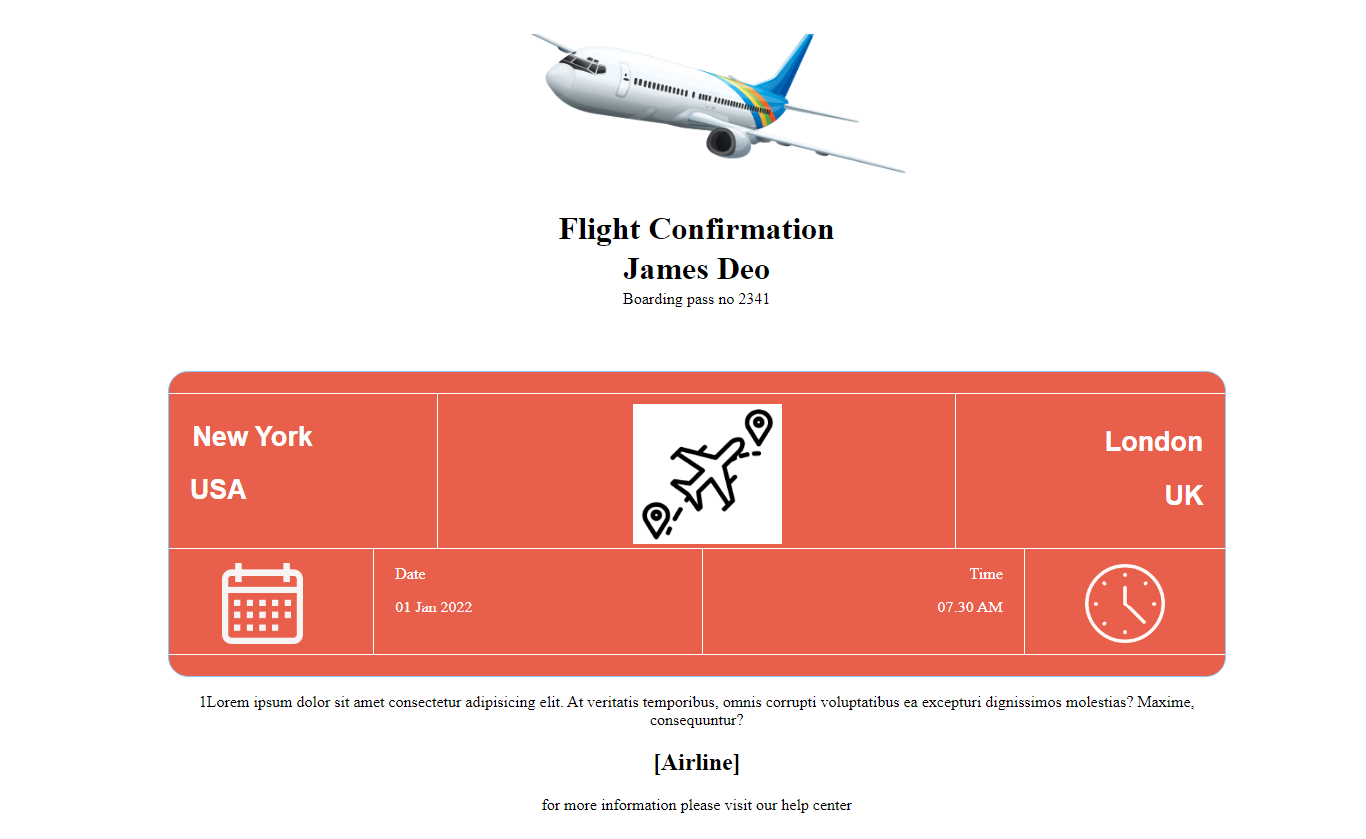 Flight Confirmation
James Deo
Boarding pass no 2341
New York
USA
London
UK
Date
01 Jan 2022
Time
07.30 AM
1Lorem ipsum dolor sit amet consectetur adipisicing elit. At veritatis temporibus, omnis corrupti voluptatibus ea excepturi dignissimos molestias? Maxime,
consequuntur?
[Airline]
for more information please visit our help center